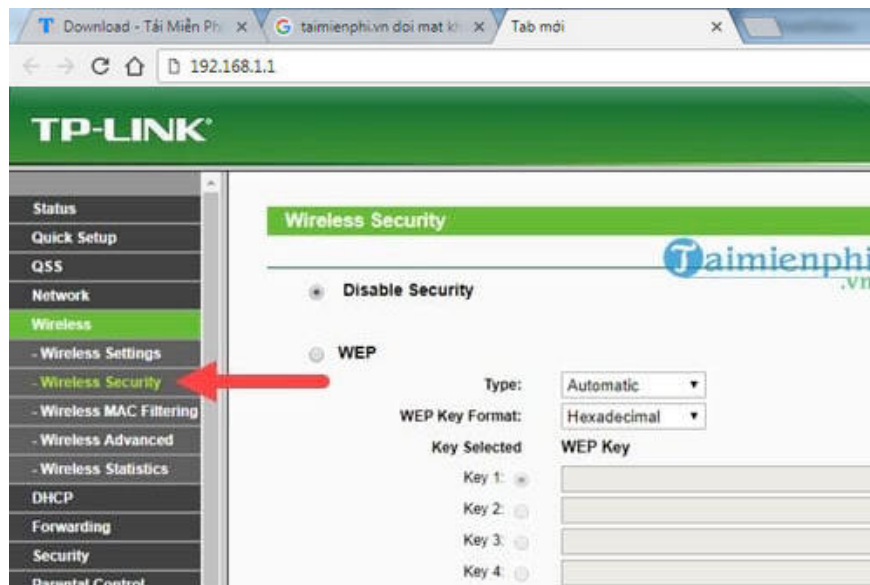 Download - Tải Miễn Ph
taimienphi.vn doi mat kh
Tab mới
192.168.1.1
TP-LINK
Status
Quick Setup
QSS
Network
Wireless
- Wireless Settings
- Wireless Security
- Wireless MAC Filtering
- Wireless Advanced
- Wireless Statistics
DHCP
Forwarding
Security
Parental Control
Wireless Security
Taimienphi
.vn
Disable Security
WEP
Type: Automatic
WEP Key Format: Hexadecimal
Key Selected WEP Key
Key 1:
Key 2:
Key 3:
Key 4: